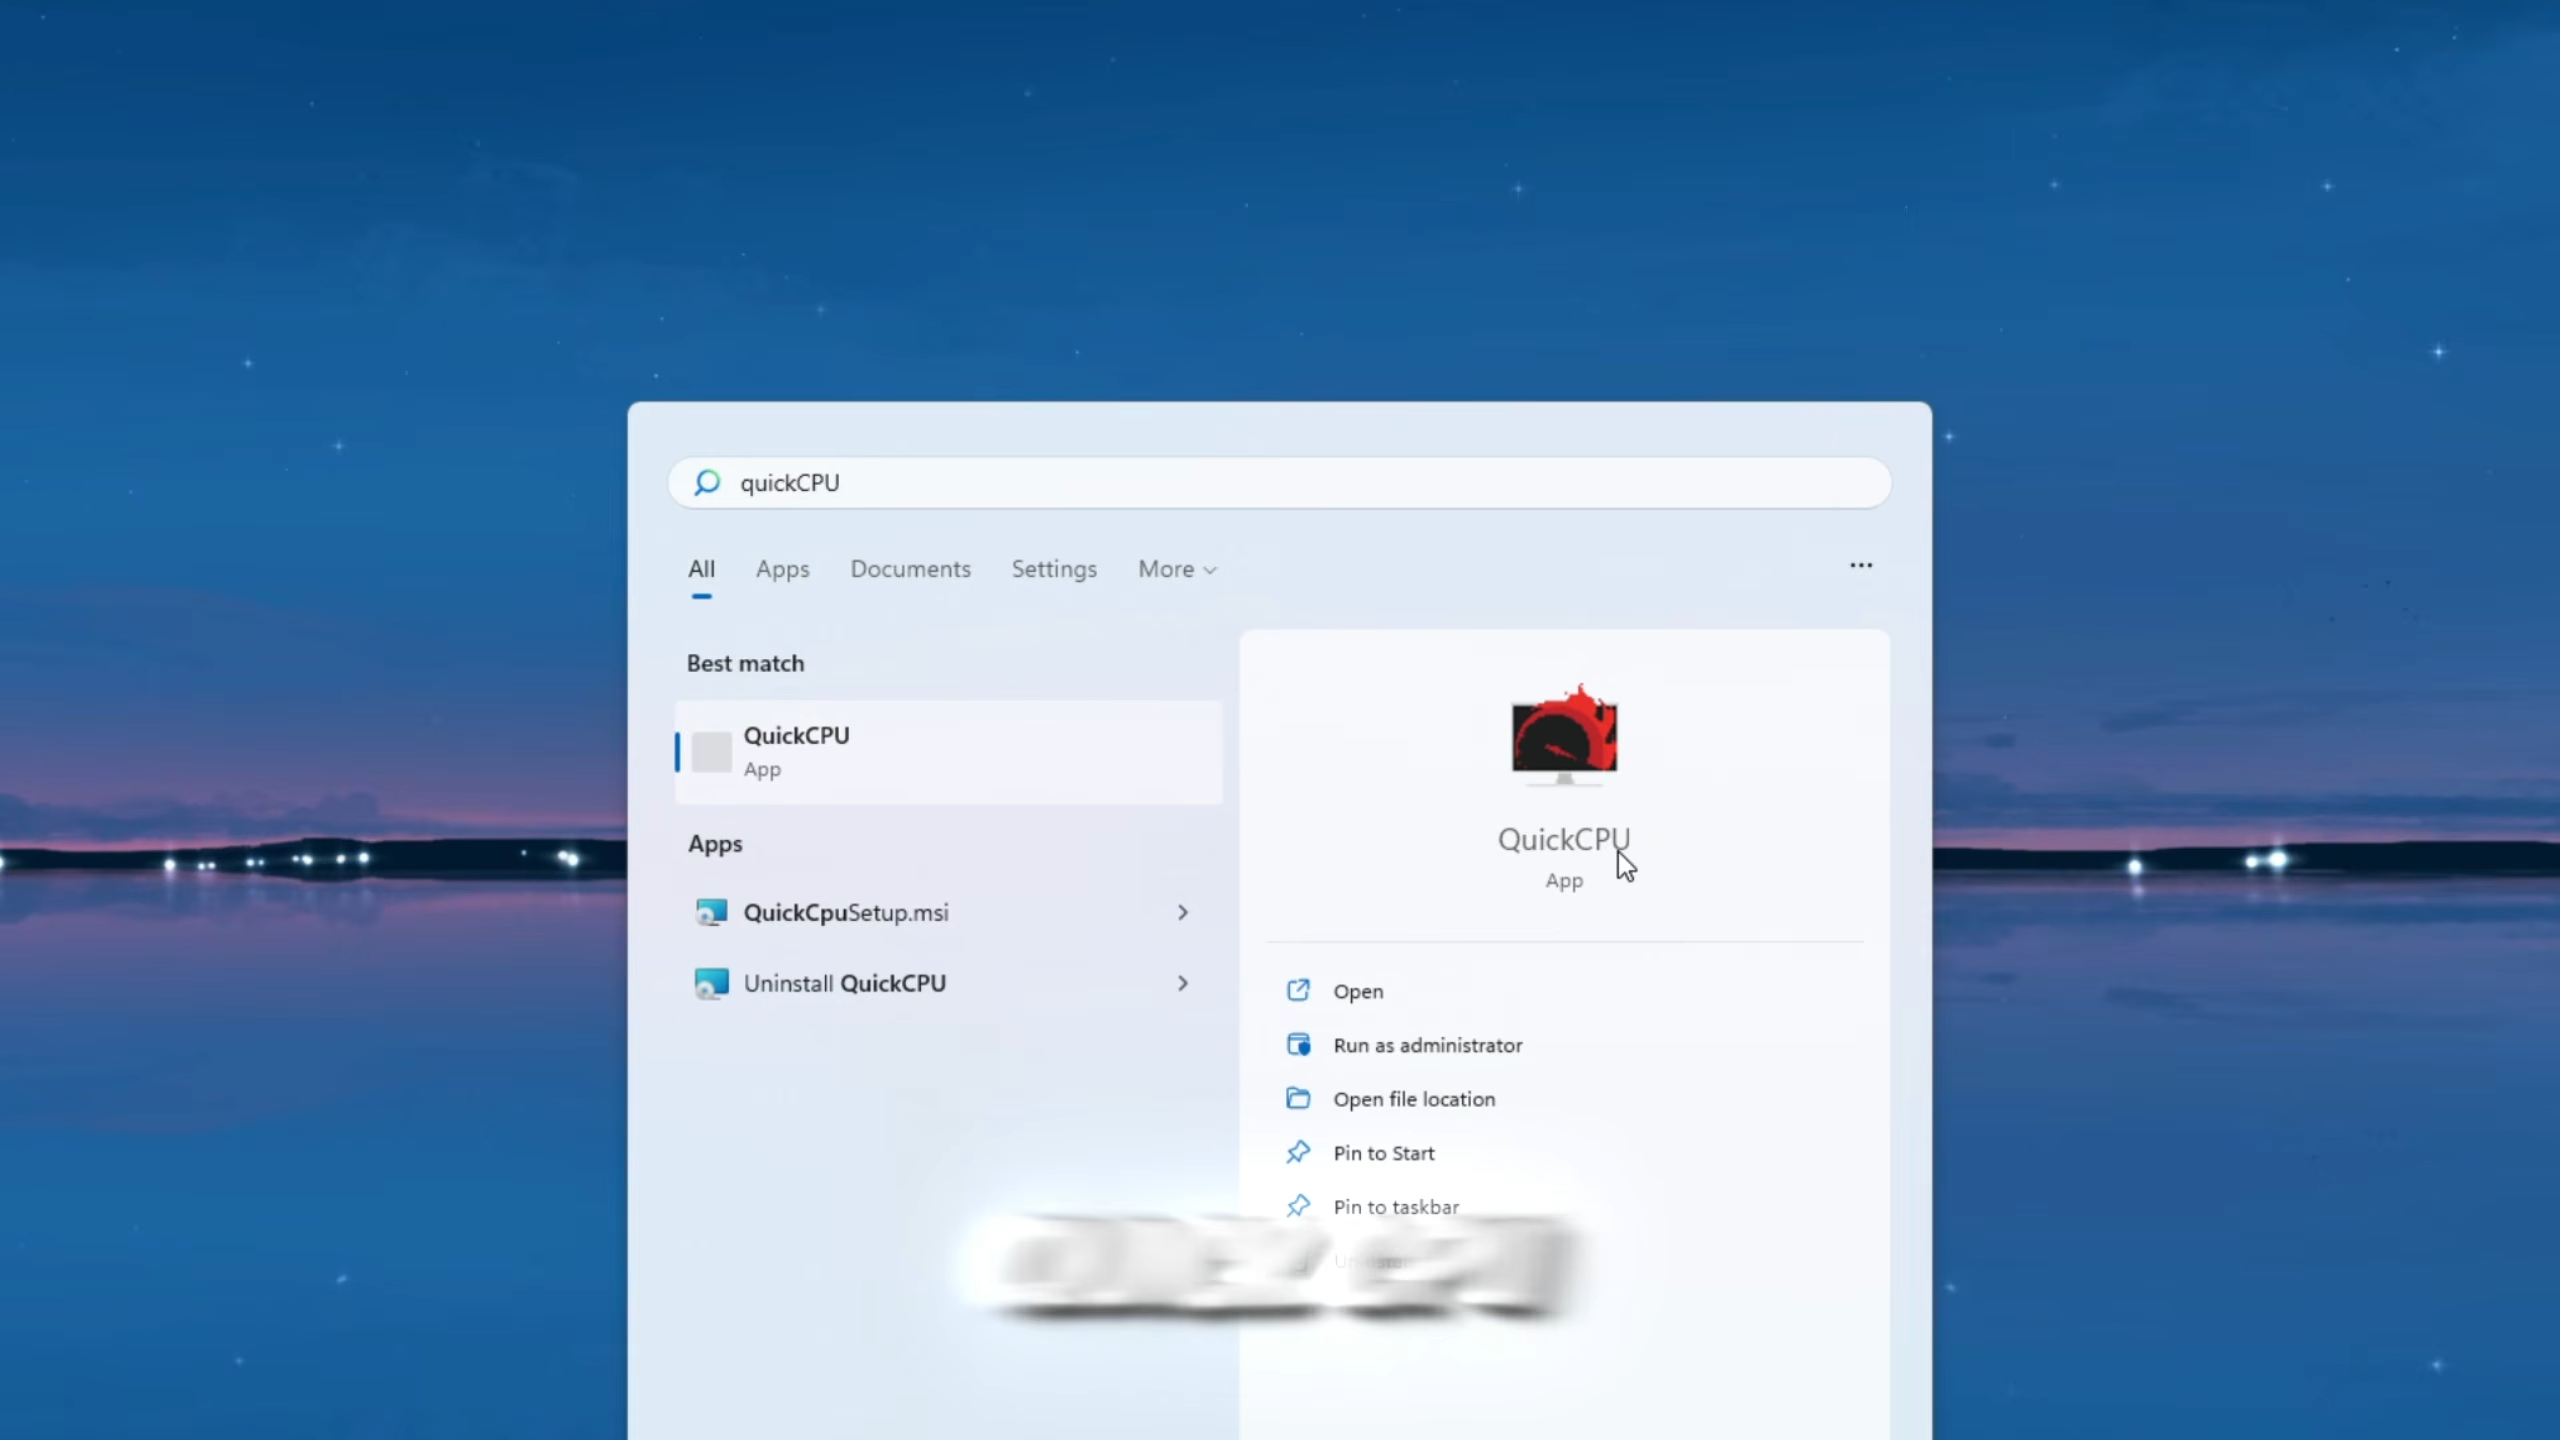 quickCPU
All Apps Documents Settings More
Best match
QuickCPU
App
Apps
QuickCpuSetup.msi
Uninstall QuickCPU
QuickCPU
App
Open
Run as administrator
Open file location
Pin to Start
Pin to taskbar